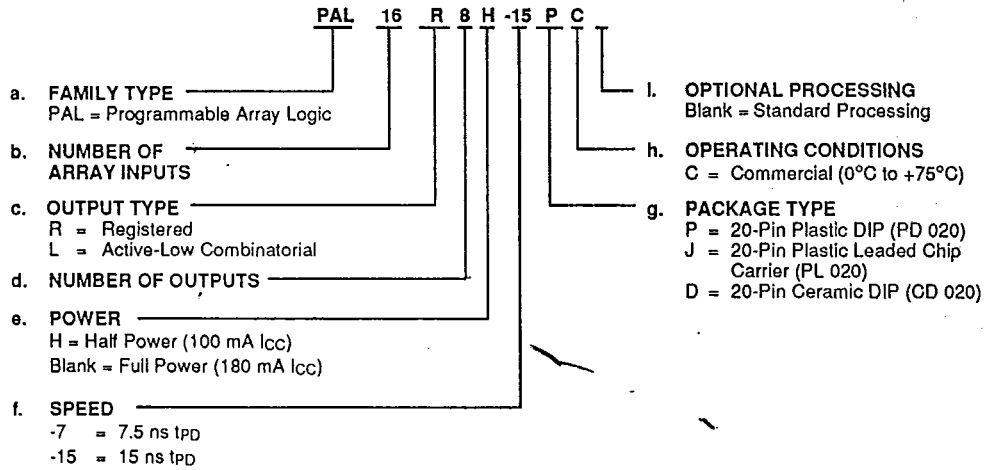 PAL 16 R 8 H -15 P C
a. FAMILY TYPE
PAL = Programmable Array Logic
b. NUMBER OF
ARRAY INPUTS
c. OUTPUT TYPE
R = Registered
L = Active-Low Combinatorial
d. NUMBER OF OUTPUTS
e. POWER
H = Half Power (100 mA ICC)
Blank = Full Power (180 mA ICC)
f. SPEED
-7 = 7.5 ns tPD
-15 = 15 ns tPD
I. OPTIONAL PROCESSING
Blank = Standard Processing
h. OPERATING CONDITIONS
C = Commercial (0°C to +75°C)
g. PACKAGE TYPE
P = 20-Pin Plastic DIP (PD 020)
J = 20-Pin Plastic Leaded Chip
Carrier (PL 020)
D = 20-Pin Ceramic DIP (CD 020)